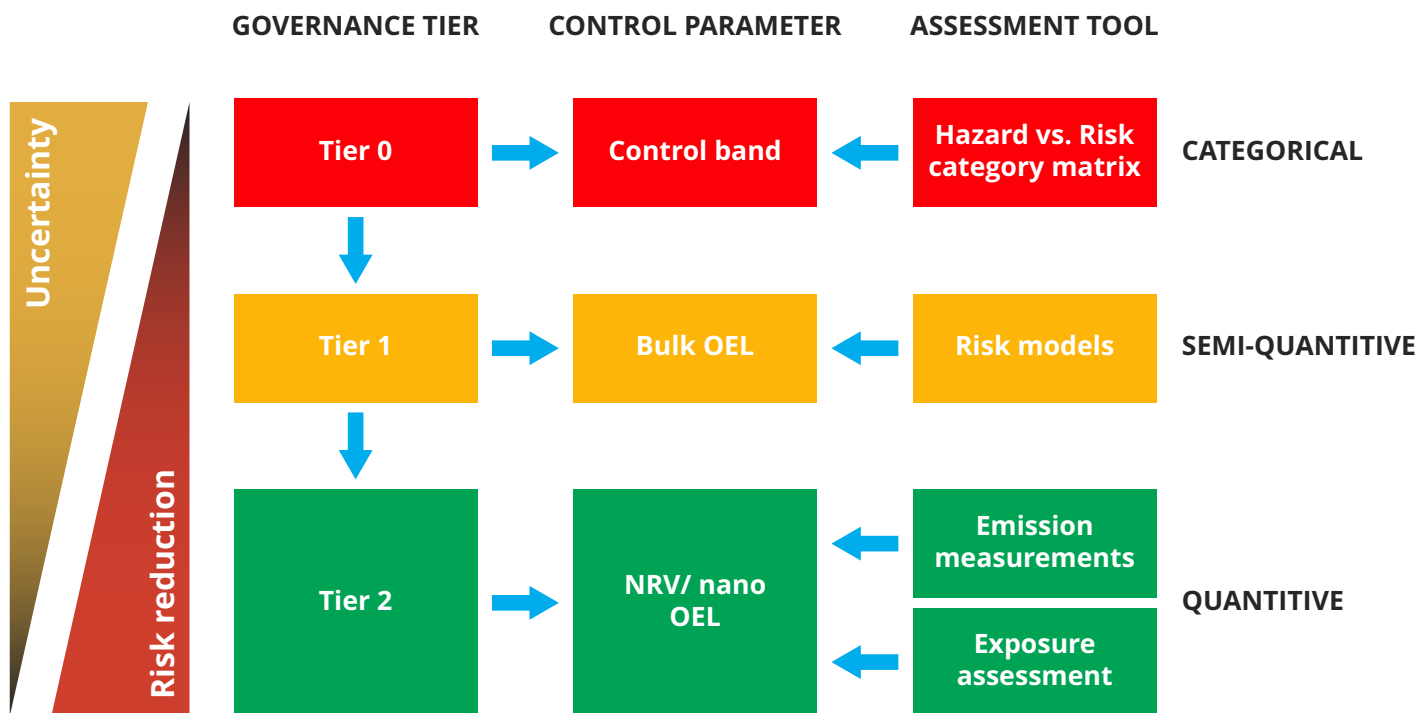 GOVERNANCE TIER
CONTROL PARAMETER
ASSESSMENT TOOL
Uncertainty
Risk reduction
Tier 0
Control band
Hazard vs. Risk
category matrix
CATEGORICAL
Tier 1
Bulk OEL
Risk models
SEMI-QUANTITIVE
Tier 2
NRV/ nano
OEL
Emission
measurements
Exposure
assessment
QUANTITIVE